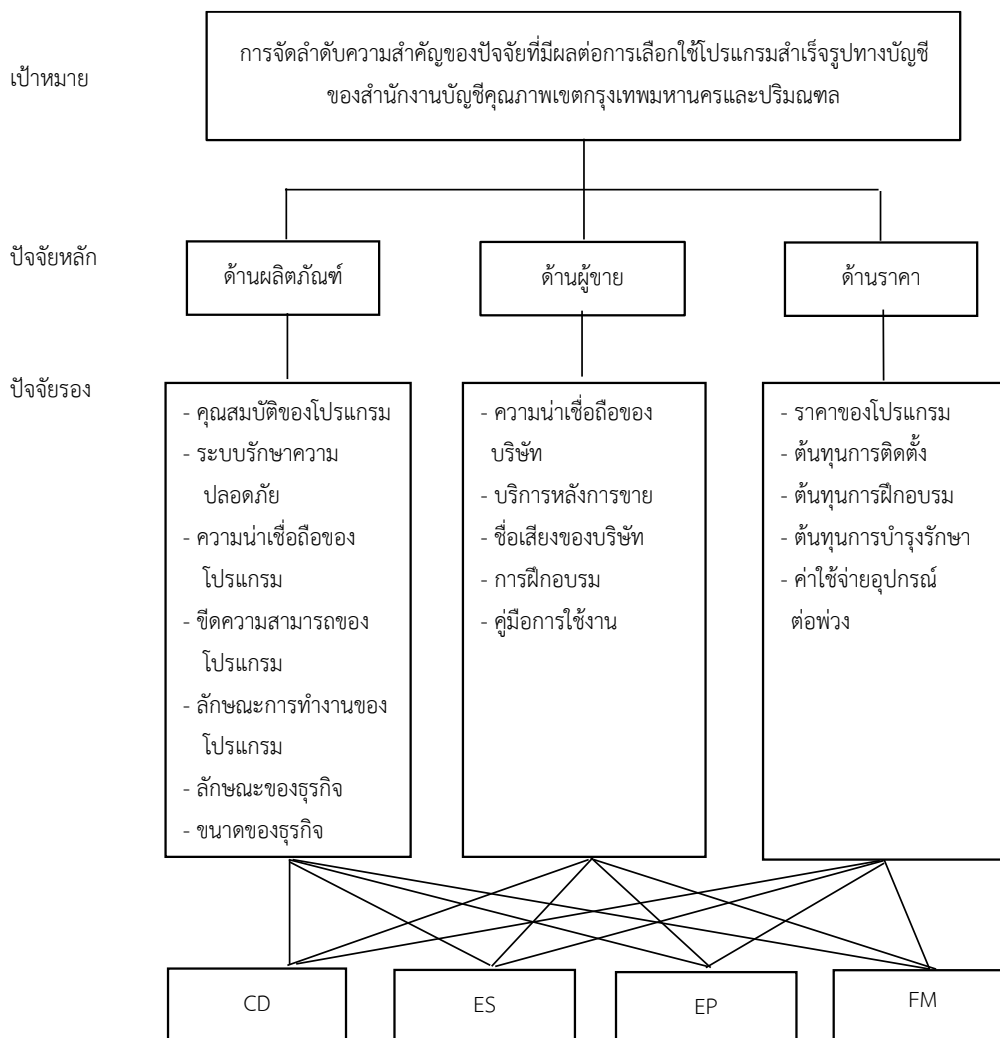 เป้าหมาย
การจัดลำดับความสำคัญของปัจจัยที่มีผลต่อการเลือกใช้โปรแกรมสำเร็จรูปทางบัญชี
ของสำนักงานบัญชีคุณภาพเขตกรุงเทพมหานครและปริมณฑล
ปัจจัยหลัก
ด้านผลิตภัณฑ์
ด้านผู้ขาย
ด้านราคา
ปัจจัยรอง
- คุณสมบัติของโปรแกรม
- ระบบรักษาความ
ปลอดภัย
- ความน่าเชื่อถือของ
โปรแกรม
- ขีดความสามารถของ
โปรแกรม
- ลักษณะการทำงานของ
โปรแกรม
- ลักษณะของธุรกิจ
- ขนาดของธุรกิจ
- ความน่าเชื่อถือของ
บริษัท
- บริการหลังการขาย
- ชื่อเสียงของบริษัท
- การฝึกอบรม
- คู่มือการใช้งาน
- ราคาของโปรแกรม
- ต้นทุนการติดตั้ง
- ต้นทุนการฝึกอบรม
- ต้นทุนการบำรุงรักษา
- ค่าใช้จ่ายอุปกรณ์
ต่อพ่วง
CD
ES
EP
FM